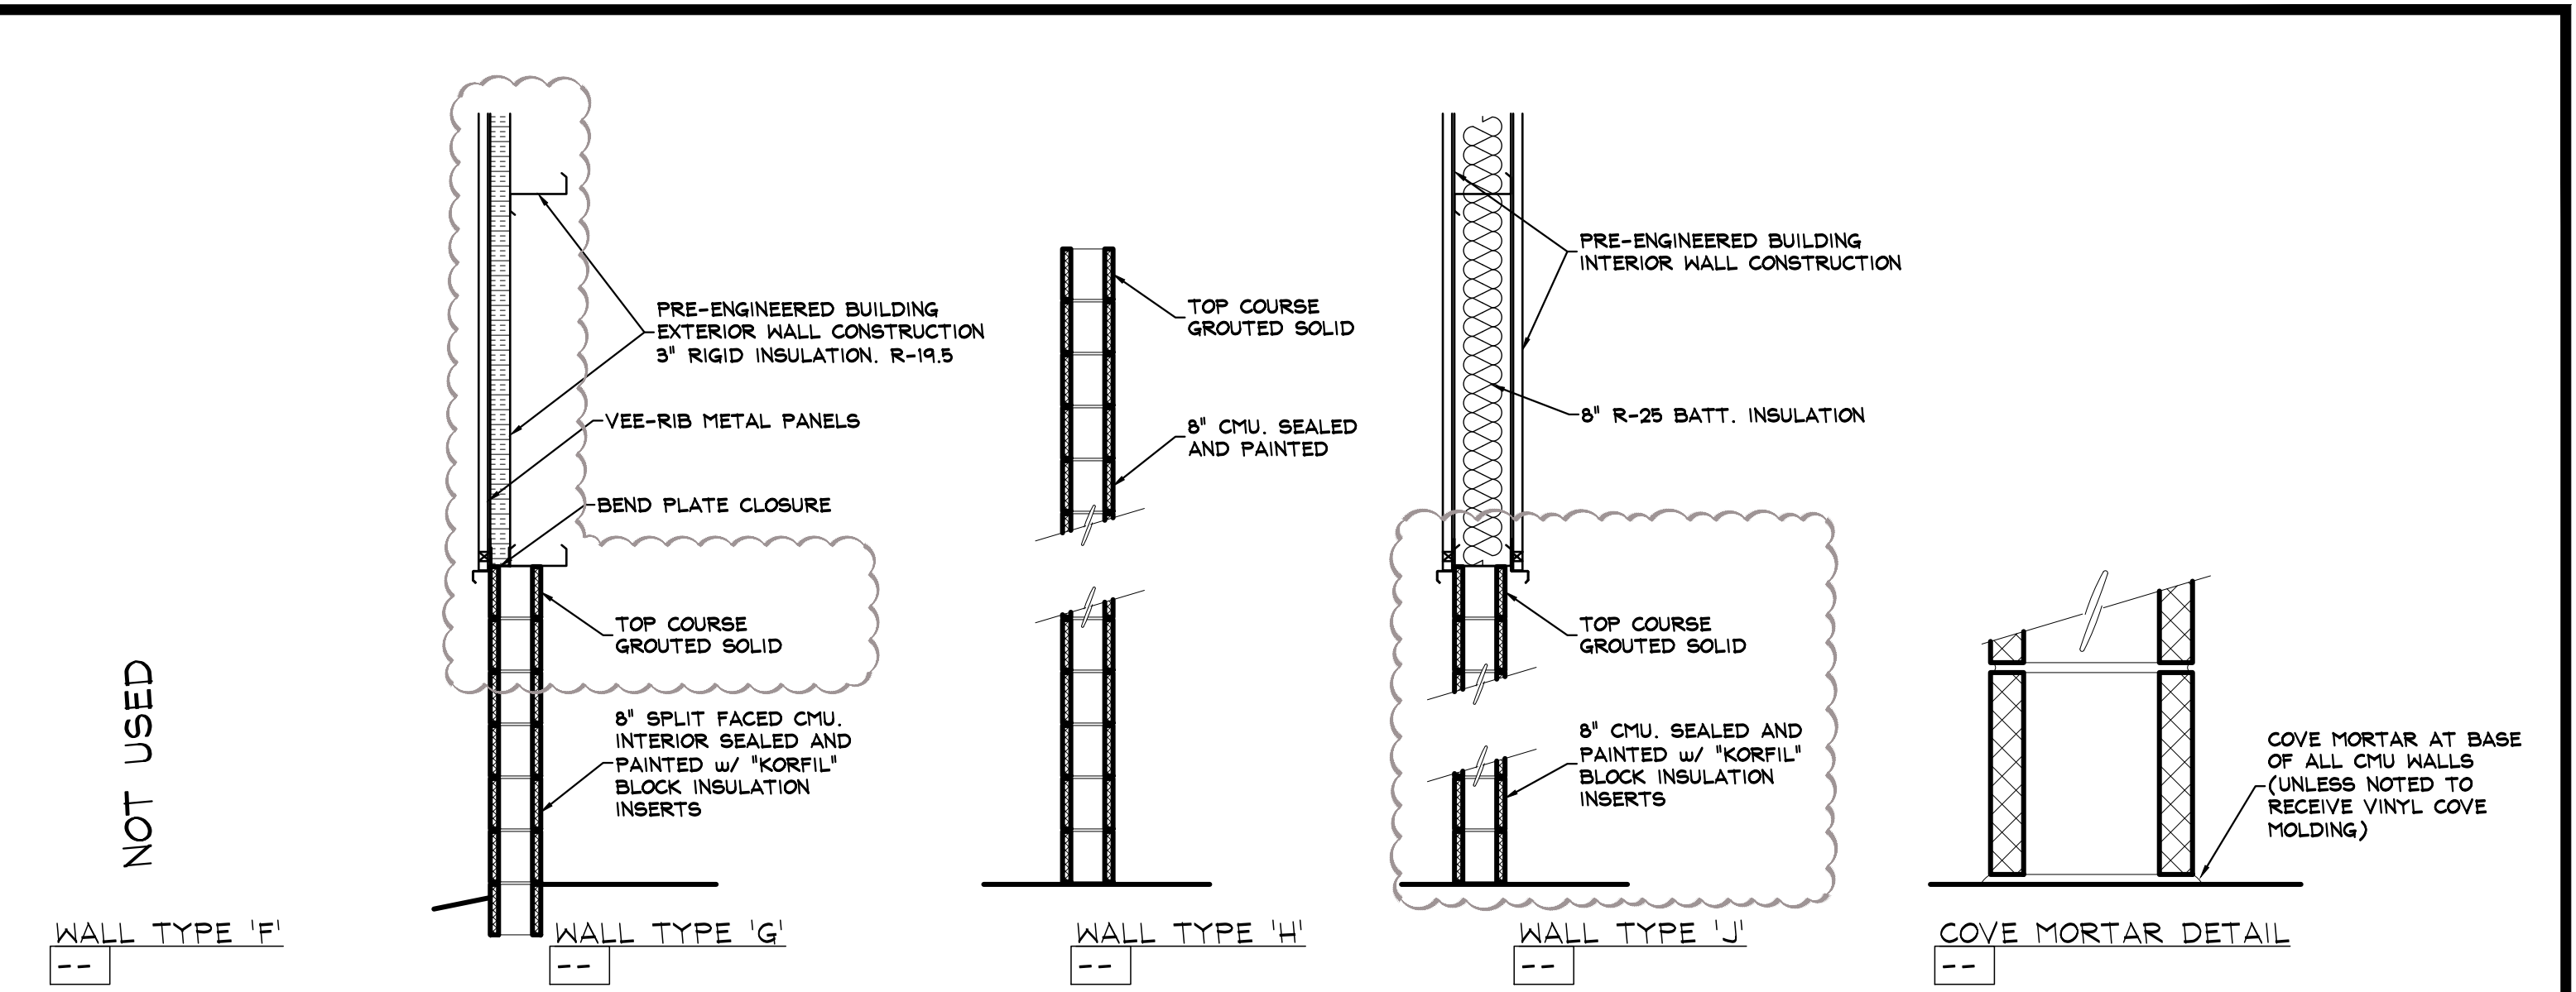 NOT USED
WALL TYPE 'F'
--
PRE-ENGINEERED BUILDING
EXTERIOR WALL CONSTRUCTION
3" RIGID INSULATION. R-19.5
VEE-RIB METAL PANELS
BEND PLATE CLOSURE
TOP COURSE
GROUTED SOLID
8" SPLIT FACED CMU.
INTERIOR SEALED AND
PAINTED w/ "KORFIL"
BLOCK INSULATION
INSERTS
WALL TYPE 'G'
--
TOP COURSE
GROUTED SOLID
8" CMU. SEALED
AND PAINTED
WALL TYPE 'H'
--
PRE-ENGINEERED BUILDING
INTERIOR WALL CONSTRUCTION
8" R-25 BATT. INSULATION
TOP COURSE
GROUTED SOLID
8" CMU. SEALED AND
PAINTED w/ "KORFIL"
BLOCK INSULATION
INSERTS
WALL TYPE 'J'
--
COVE MORTAR AT BASE
OF ALL CMU WALLS
(UNLESS NOTED TO
RECEIVE VINYL COVE
MOLDING)
COVE MORTAR DETAIL
--